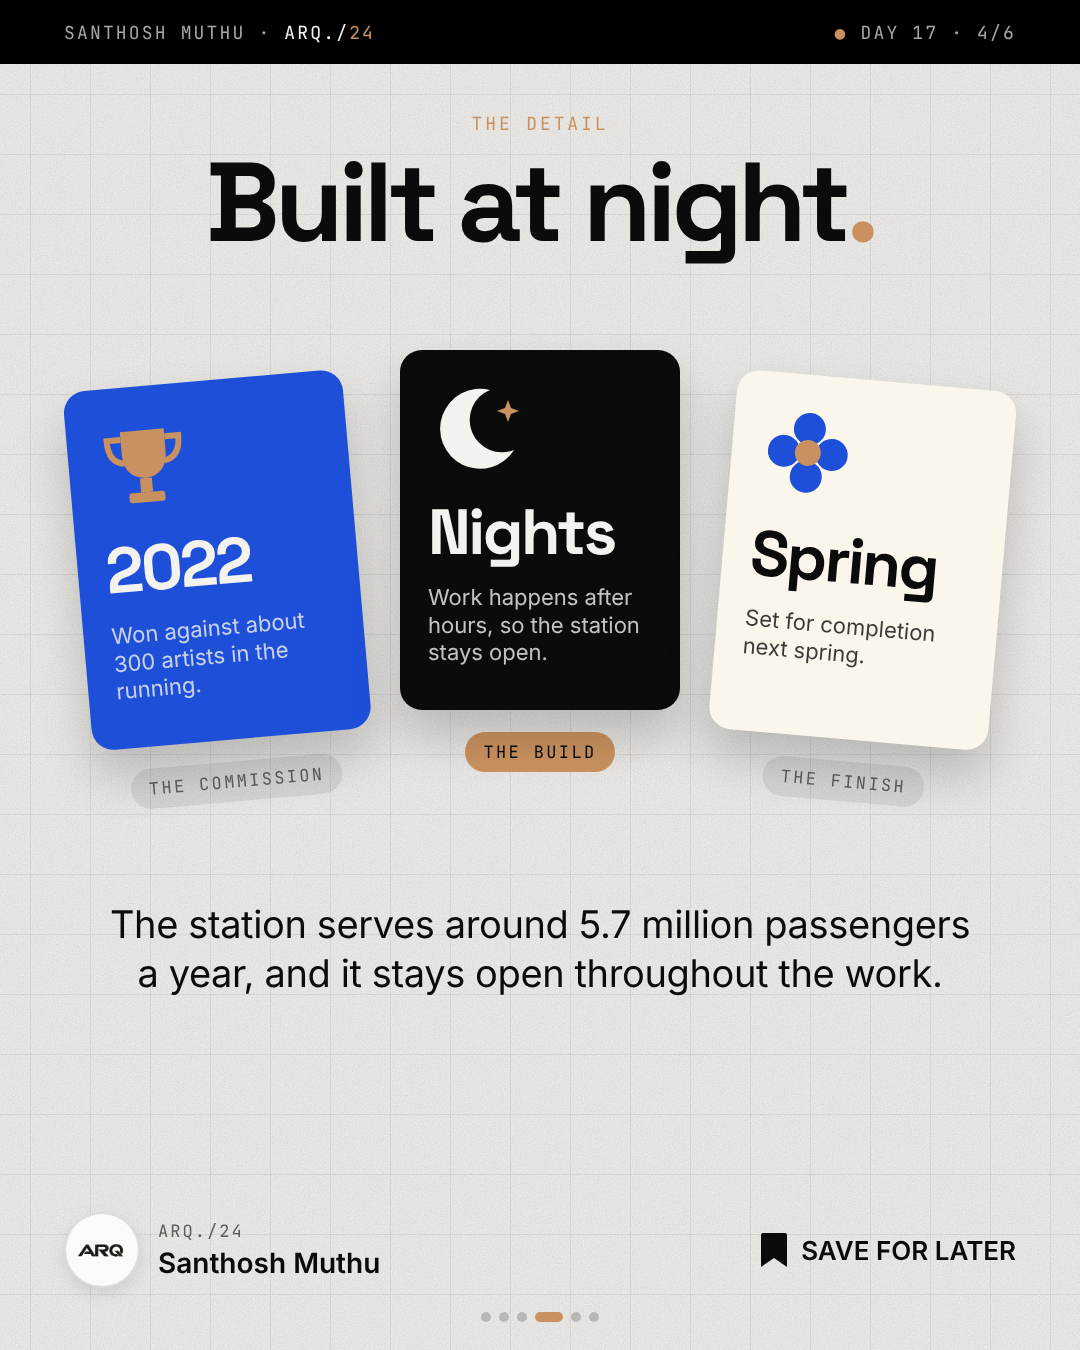 SANTHOSH MUTHU · ARQ./24
DAY 17 · 4/6
THE DETAIL
Built at night.
2022
Won against about
300 artists in the
running.
THE COMMISSION
Nights
Work happens after
hours, so the station
stays open.
THE BUILD
Spring
Set for completion
next spring.
THE FINISH
The station serves around 5.7 million passengers
a year, and it stays open throughout the work.
ARQ
ARQ./24
Santhosh Muthu
SAVE FOR LATER